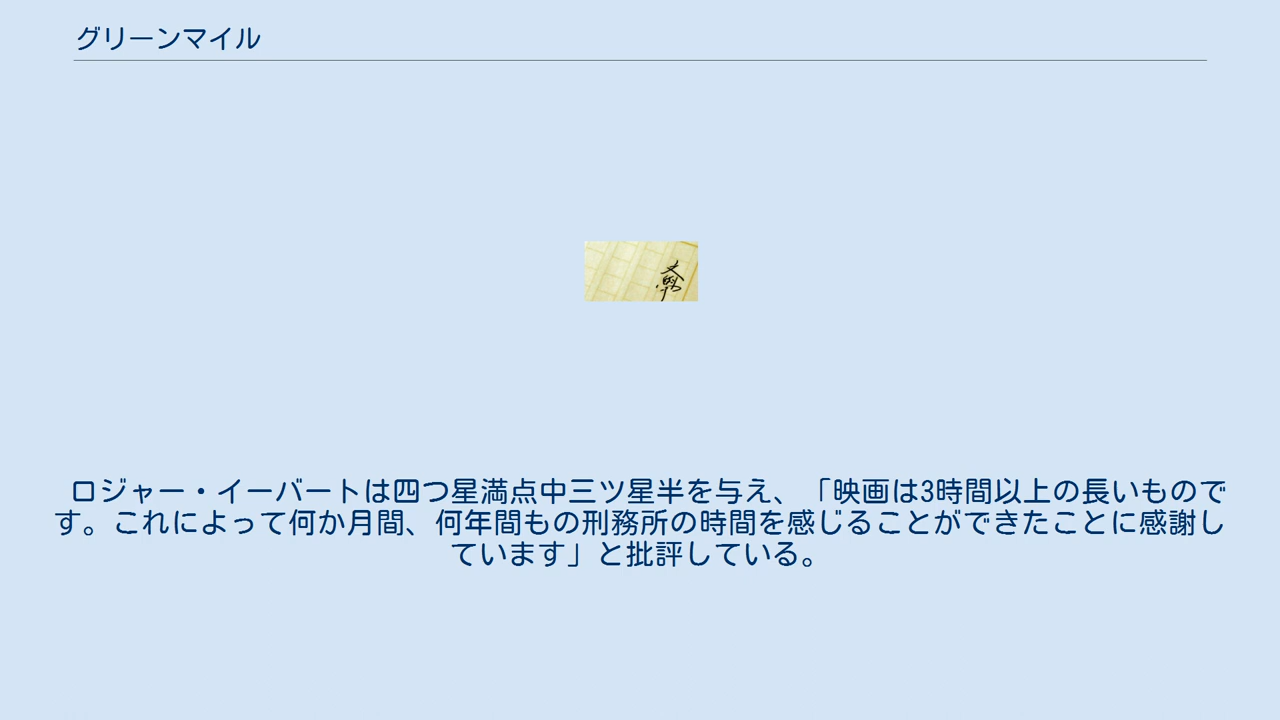 グリーンマイル
ロジャー・イーバートは四つ星満点中三ツ星半を与え、「映画は3時間以上の長いもので
す。これによって何か月間、何年間もの刑務所の時間を感じることができたことに感謝し
ています」と批評している。